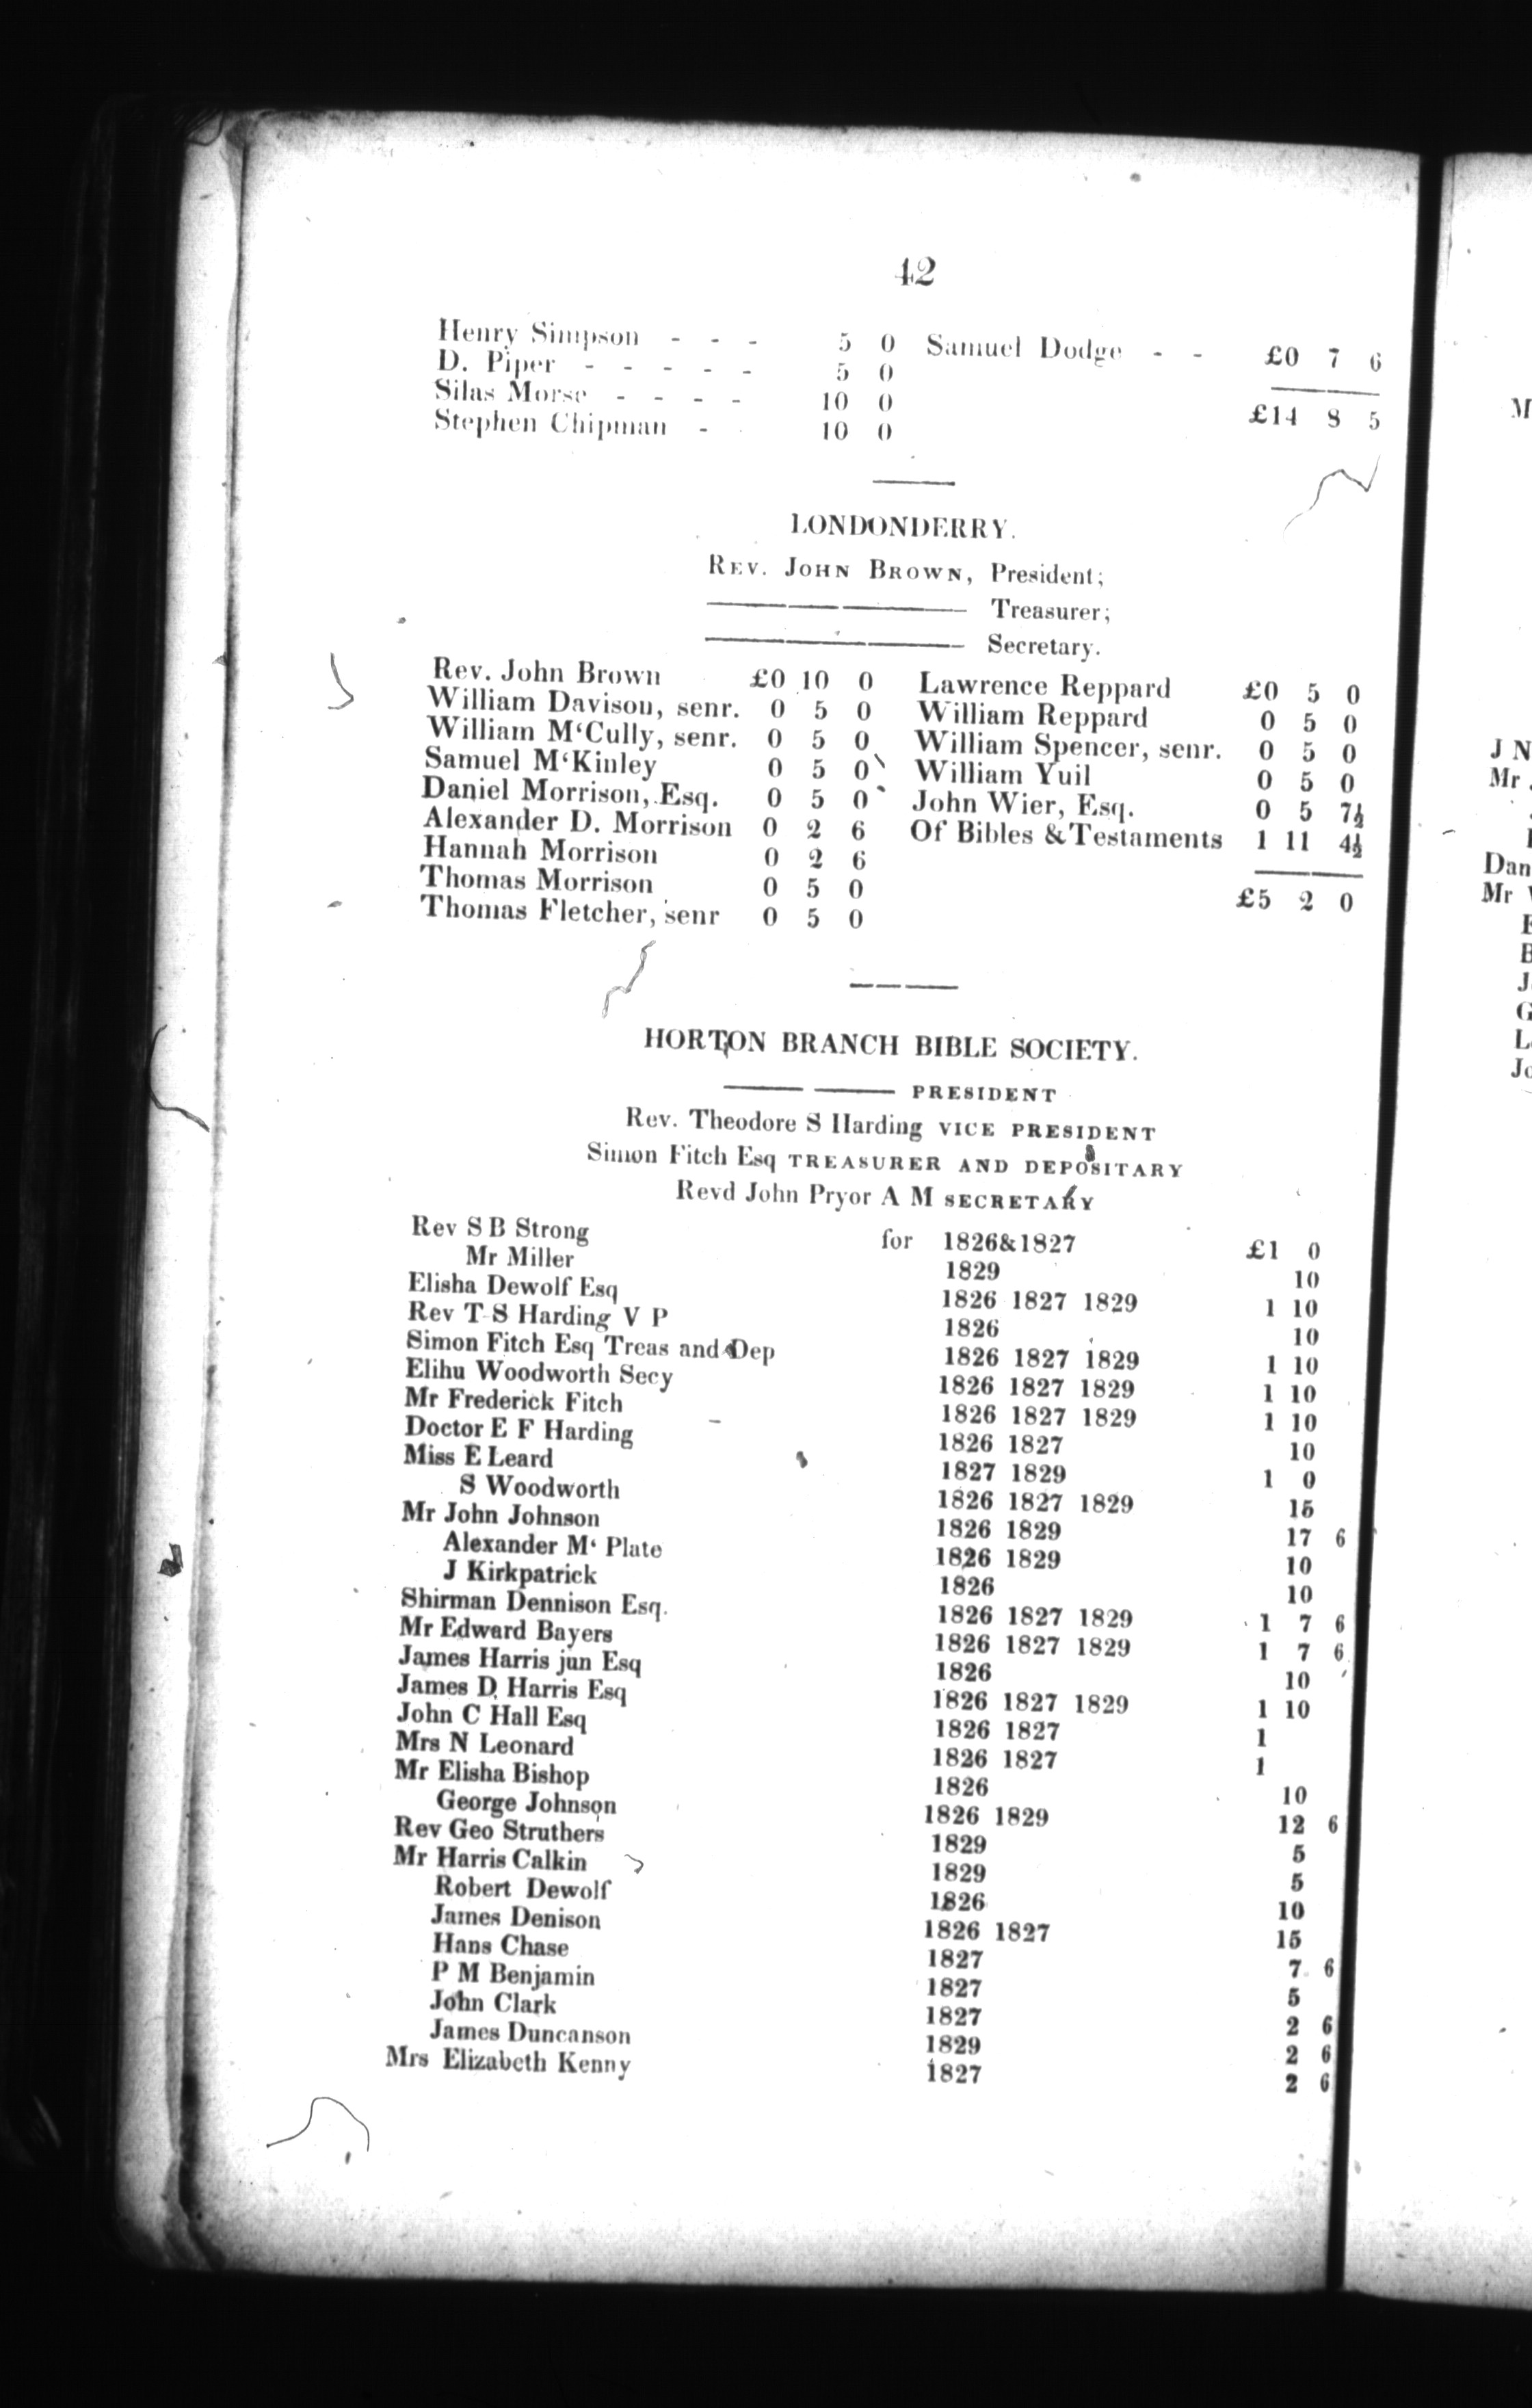 42
Henry Simpson - - - 5 0
D. Piper - - - - - 5 0
Silas Morse - - - - 10 0
Stephen Chipman - 10 0
Samuel Dodge - - £0 7 6
£14 8 5
LONDONDERRY.
REV. JOHN BROWN, President;
——— Treasurer;
——— Secretary.
Rev. John Brown £0 10 0
William Davison, senr. 0 5 0
William M‘Cully, senr. 0 5 0
Samuel M‘Kinley 0 5 0
Daniel Morrison, Esq. 0 5 0
Alexander D. Morrison 0 2 6
Hannah Morrison 0 2 6
Thomas Morrison 0 5 0
Thomas Fletcher, senr 0 5 0
Lawrence Reppard £0 5 0
William Reppard 0 5 0
William Spencer, senr. 0 5 0
William Yuil 0 5 0
John Wier, Esq. 0 5 7½
Of Bibles & Testaments 1 11 4½
£5 2 0
HORTON BRANCH BIBLE SOCIETY.
——— ——— PRESIDENT
Rev. Theodore S Harding VICE PRESIDENT
Simon Fitch Esq TREASURER AND DEPOSITARY
Revd John Pryor A M SECRETARY
Rev S B Strong for 1826&1827 £1 0
Mr Miller 1829 10
Elisha Dewolf Esq 1826 1827 1829 1 10
Rev T S Harding V P 1826 10
Simon Fitch Esq Treas and Dep 1826 1827 1829 1 10
Elihu Woodworth Secy 1826 1827 1829 1 10
Mr Frederick Fitch 1826 1827 1829 1 10
Doctor E F Harding 1826 1827 10
Miss E Leard 1827 1829 1 0
S Woodworth 1826 1827 1829 15
Mr John Johnson 1826 1829 17 6
Alexander M‘ Plate 1826 1829 10
J Kirkpatrick 1826 10
Shirman Dennison Esq. 1826 1827 1829 1 7 6
Mr Edward Bayers 1826 1827 1829 1 7 6
James Harris jun Esq 1826 10
James D. Harris Esq 1826 1827 1829 1 10
John C Hall Esq 1826 1827 1
Mrs N Leonard 1826 1827 1
Mr Elisha Bishop 1826 10
George Johnson 1826 1829 12 6
Rev Geo Struthers 1829 5
Mr Harris Calkin 1829 5
Robert Dewolf 1826 10
James Denison 1826 1827 15
Hans Chase 1827 7 6
P M Benjamin 1827 5
John Clark 1827 2 6
James Duncanson 1829 2 6
Mrs Elizabeth Kenny 1827 2 6
M
J N
Mr
Dan
Mr